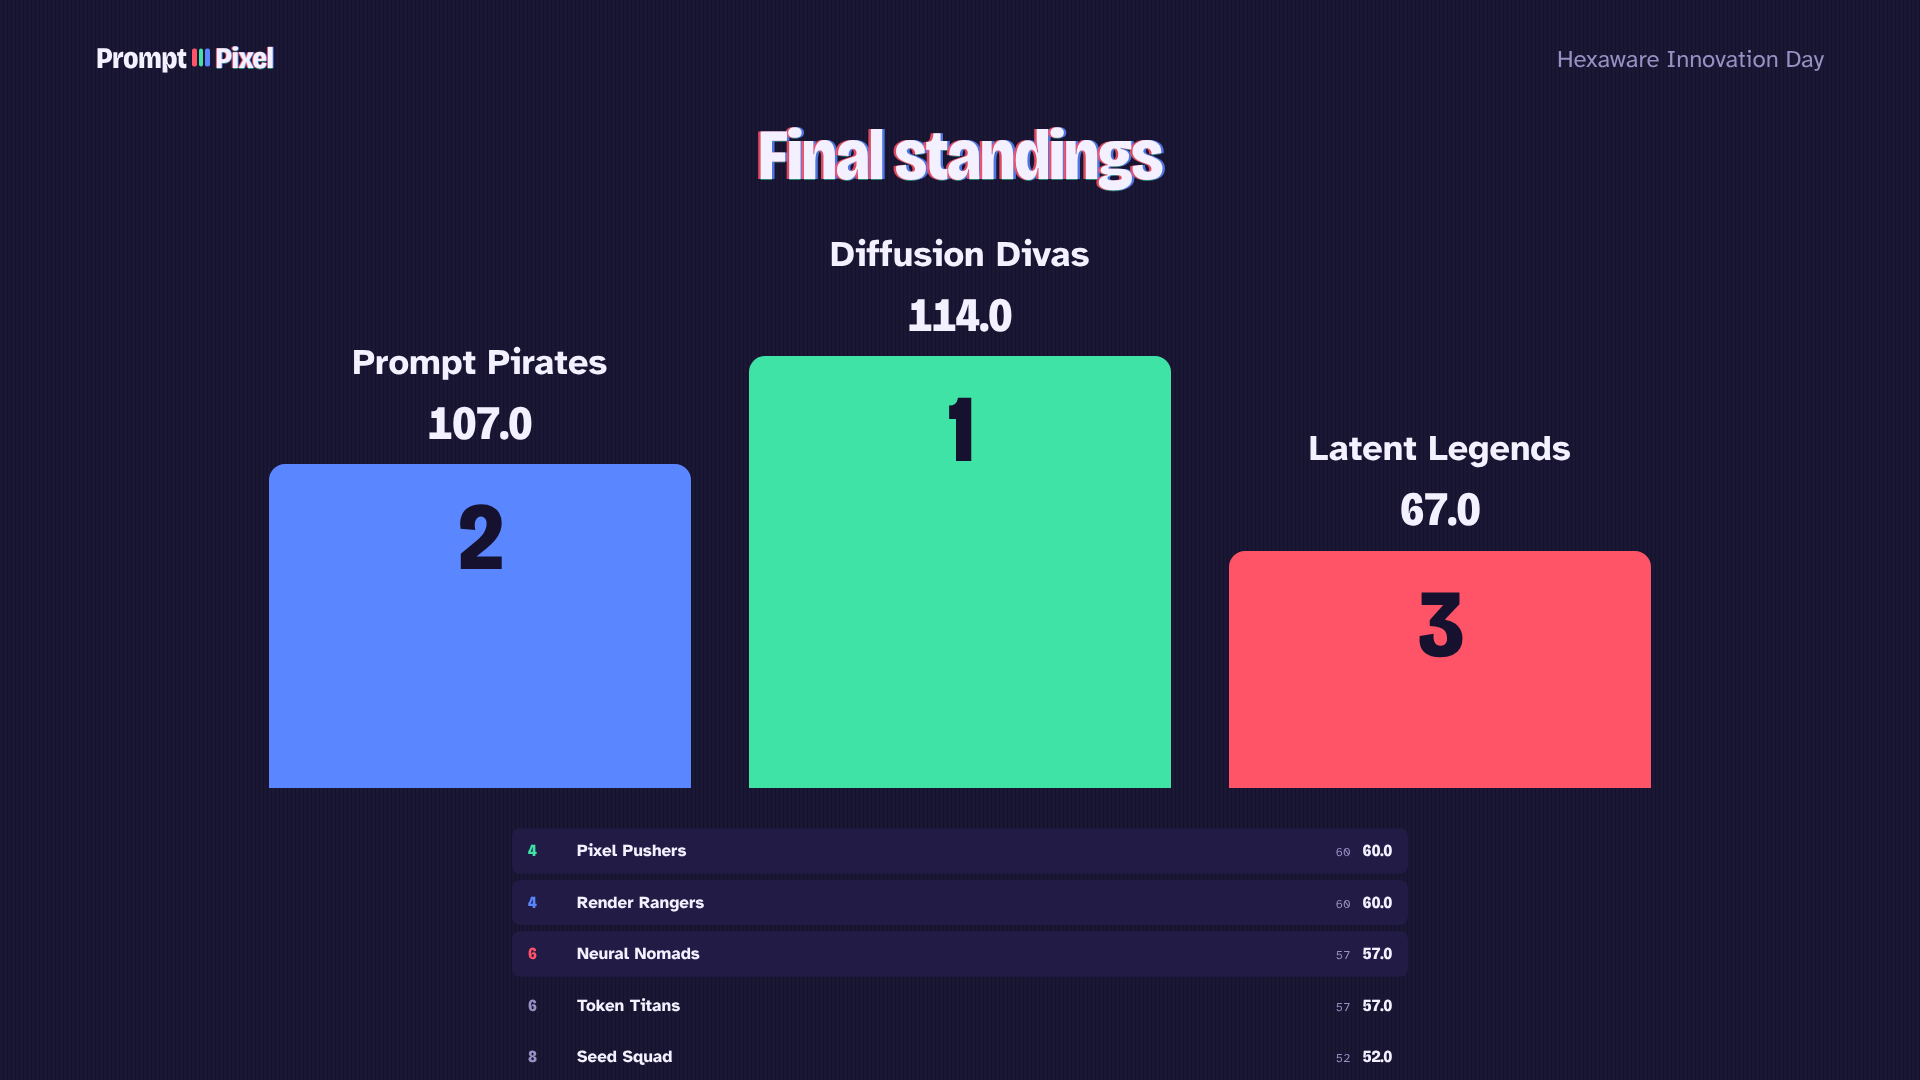 Prompt Pixel
Hexaware Innovation Day
Final standings
Diffusion Divas
114.0
1
Prompt Pirates
107.0
2
Latent Legends
67.0
3
4 Pixel Pushers 60 60.0
4 Render Rangers 60 60.0
6 Neural Nomads 57 57.0
6 Token Titans 57 57.0
8 Seed Squad 52 52.0